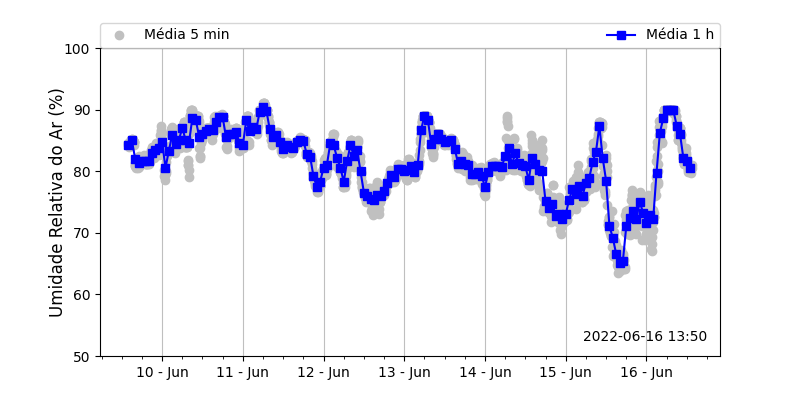 Média 5 min
Média 1 h
Umidade Relativa do Ar (%)
100
90
80
70
60
50
10 - Jun
11 - Jun
12 - Jun
13 - Jun
14 - Jun
15 - Jun
16 - Jun
2022-06-16 13:50